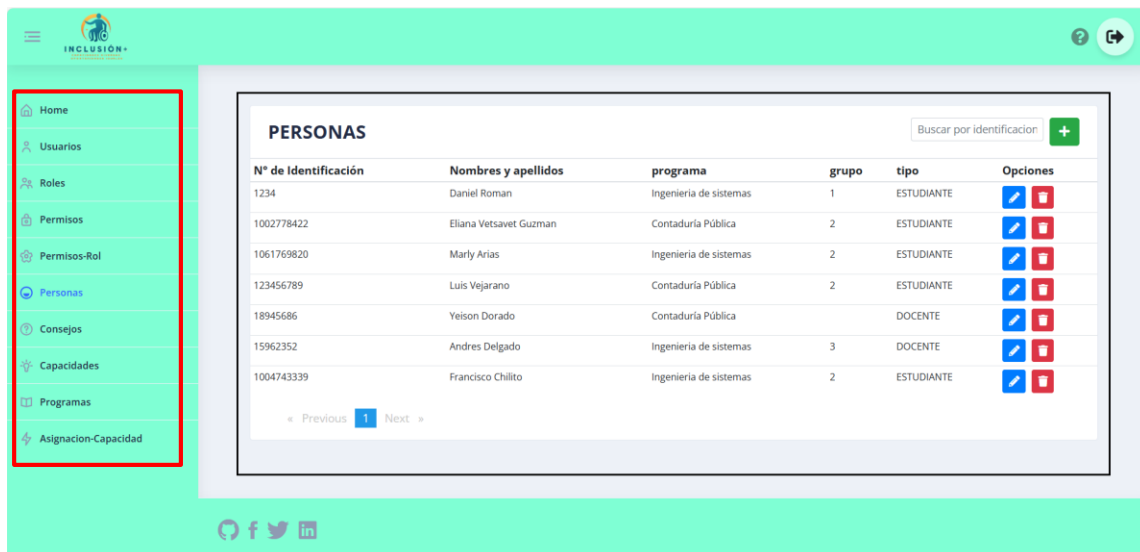 INCLUSIÓN+
Home
Usuarios
Roles
Permisos
Permisos-Rol
Personas
Consejos
Capacidades
Programas
Asignacion-Capacidad
PERSONAS
Buscar por identificacion
+
N° de Identificación Nombres y apellidos programa grupo tipo Opciones
1234 Daniel Roman Ingenieria de sistemas 1 ESTUDIANTE
1002778422 Eliana Vetsavet Guzman Contaduría Pública 2 ESTUDIANTE
1061769820 Marly Arias Ingenieria de sistemas 2 ESTUDIANTE
123456789 Luis Vejarano Contaduría Pública 2 ESTUDIANTE
18945686 Yeison Dorado Contaduría Pública DOCENTE
15962352 Andres Delgado Ingenieria de sistemas 3 DOCENTE
1004743339 Francisco Chilito Ingenieria de sistemas 2 ESTUDIANTE
« Previous 1 Next »